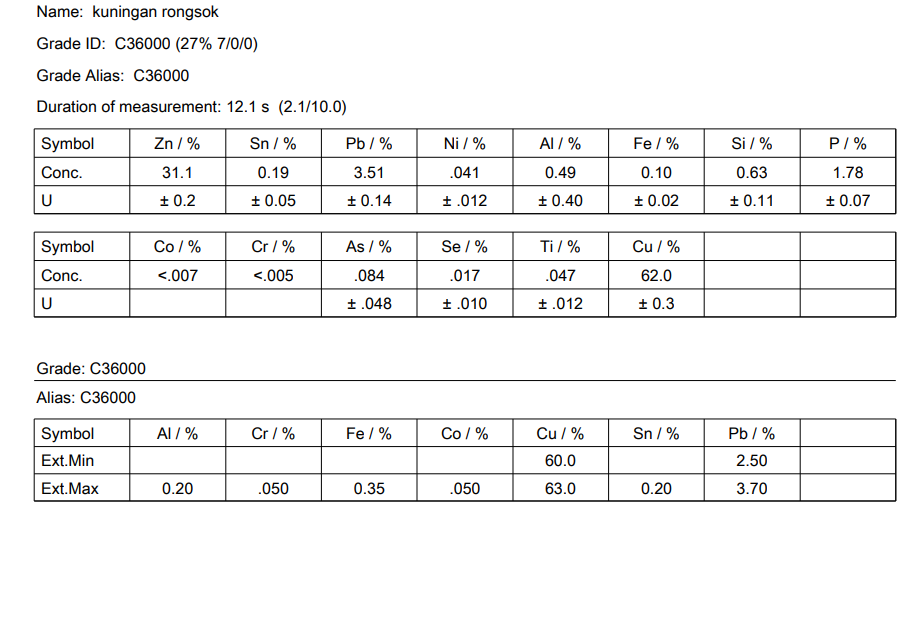 Name: kuningan rongsok
Grade ID: C36000 (27% 7/0/0)
Grade Alias: C36000
Duration of measurement: 12.1 s (2.1/10.0)
Symbol Zn / % Sn / % Pb / % Ni / % Al / % Fe / % Si / % P / %
Conc. 31.1 0.19 3.51 .041 0.49 0.10 0.63 1.78
U ± 0.2 ± 0.05 ± 0.14 ± .012 ± 0.40 ± 0.02 ± 0.11 ± 0.07
Symbol Co / % Cr / % As / % Se / % Ti / % Cu / %
Conc. <.007 <.005 .084 .017 .047 62.0
U ± .048 ± .010 ± .012 ± 0.3
Grade: C36000
Alias: C36000
Symbol Al / % Cr / % Fe / % Co / % Cu / % Sn / % Pb / %
Ext.Min 60.0 2.50
Ext.Max 0.20 .050 0.35 .050 63.0 0.20 3.70